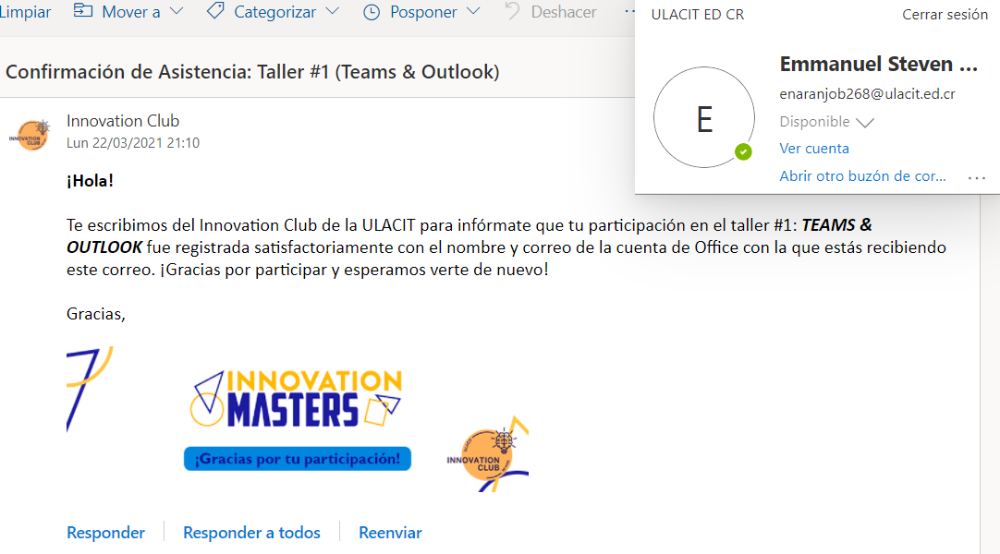 Limpiar Mover a Categorizar Posponer Deshacer ...
ULACIT ED CR Cerrar sesión
Emmanuel Steven ...
enaranjob268@ulacit.ed.cr
Disponible
Ver cuenta
Abrir otro buzón de cor... ...
E
Confirmación de Asistencia: Taller #1 (Teams & Outlook)
INNOVATION
CLUB
Innovation Club
Lun 22/03/2021 21:10
¡Hola!
Te escribimos del Innovation Club de la ULACIT para infórmate que tu participación en el taller #1: TEAMS &
OUTLOOK fue registrada satisfactoriamente con el nombre y correo de la cuenta de Office con la que estás recibiendo
este correo. ¡Gracias por participar y esperamos verte de nuevo!
Gracias,
INNOVATION
MASTERS
¡Gracias por tu participación!
INNOVATION
CLUB
Responder Responder a todos Reenviar